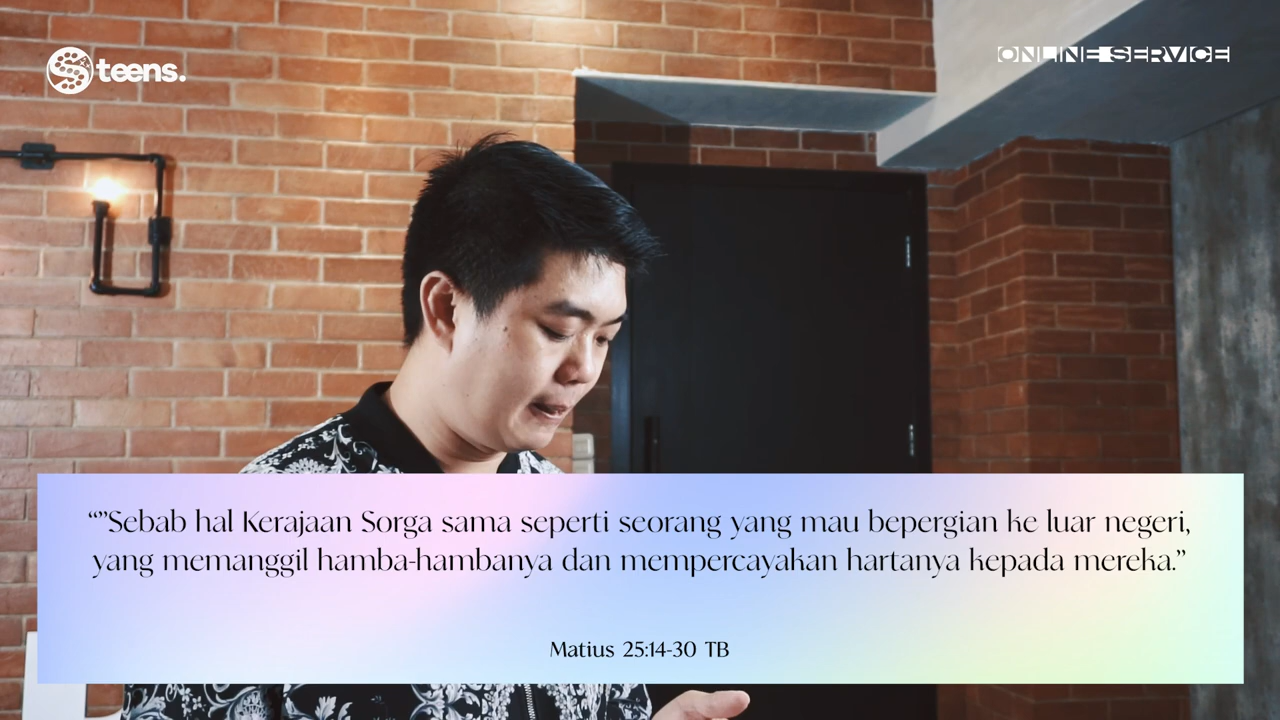 teens.
ONLINE SERVICE
“”Sebab hal Kerajaan Sorga sama seperti seorang yang mau bepergian ke luar negeri,
yang memanggil hamba-hambanya dan mempercayakan hartanya kepada mereka.”
Matius 25:14-30 TB